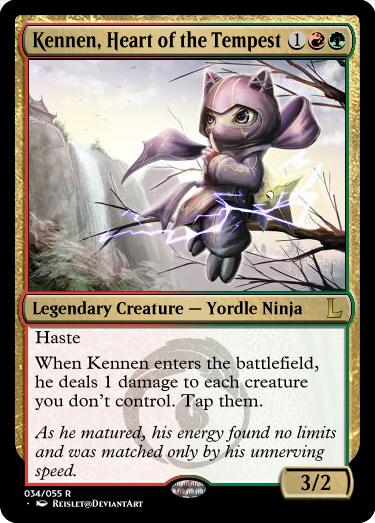 Kennen, Heart of the Tempest 1
Legendary Creature — Yordle Ninja L
Haste
When Kennen enters the battlefield,
he deals 1 damage to each creature
you don't control. Tap them.
As he matured, his energy found no limits
and was matched only by his unnerving
speed.
3/2
034/055 R
· Reislet@DeviantArt